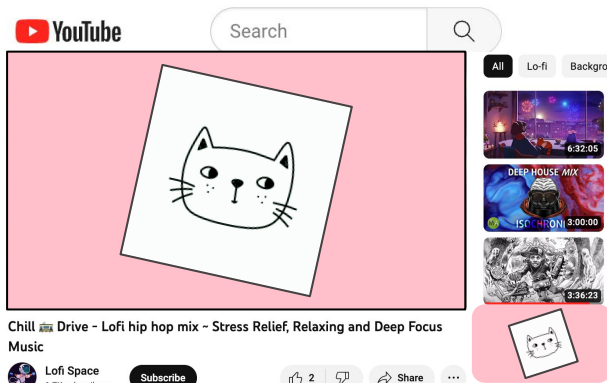 YouTube
Search
All
Lo-fi
6:32:05
DEEP HOUSE MIX
3:00:00
3:36:23
Chill 📻 Drive - Lofi hip hop mix ~ Stress Relief, Relaxing and Deep Focus
Music
Lofi Space
Subscribe
2
Share